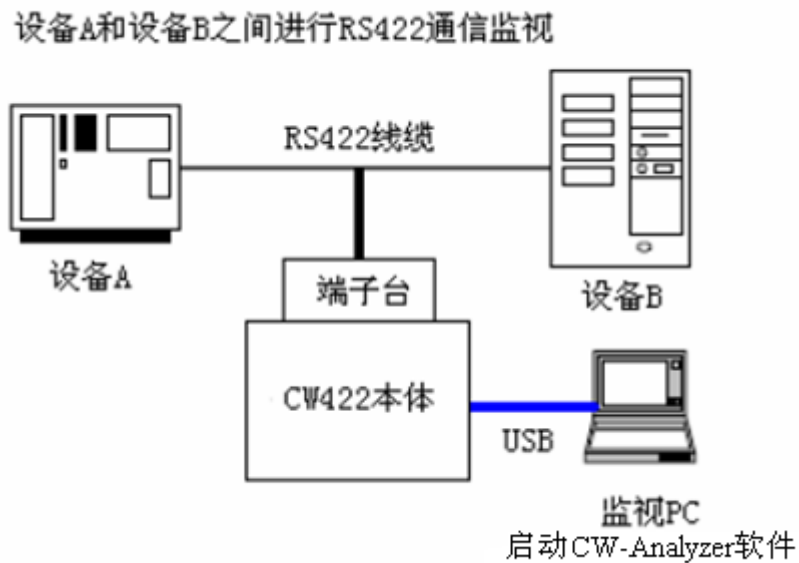 设备A和设备B之间进行RS422通信监视
RS422线缆
设备A
端子台
设备B
CW422本体
USB
监视PC
启动CW-Analyzer软件